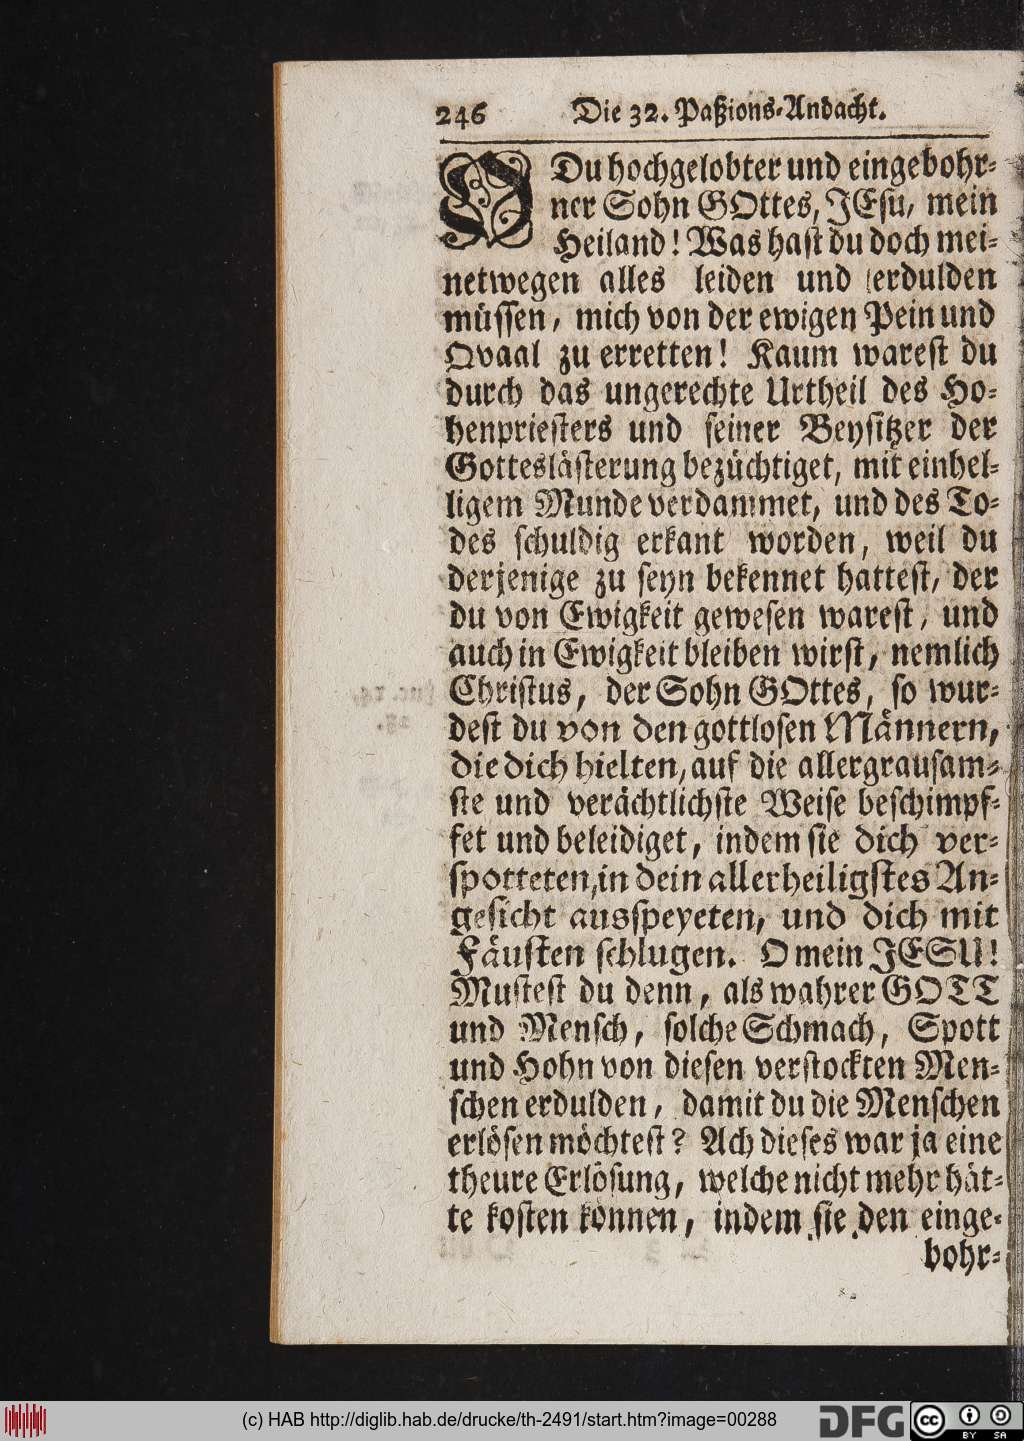 246 Die 32. Paßions-Andacht.
O Du hochgelobter und eingebohr-
ner Sohn GOttes, JEsu, mein
Heiland! Was hast du doch mei-
netwegen alles leiden und erdulden
müssen, mich von der ewigen Pein und
Qvaal zu erretten! Kaum warest du
durch das ungerechte Urtheil des Ho-
henpriesters und seiner Beysitzer der
Gotteslästerung bezüchtiget, mit einhel-
ligem Munde verdammet, und des To-
des schuldig erkant worden, weil du
derjenige zu seyn bekennet hattest, der
du von Ewigkeit gewesen warest, und
auch in Ewigkeit bleiben wirst, nemlich
Christus, der Sohn GOttes, so wur-
dest du von den gottlosen Männern,
die dich hielten, auf die allergrausam-
ste und verächtlichste Weise beschimpf-
fet und beleidiget, indem sie dich ver-
spotteten, in dein allerheiligstes An-
gesicht ausspeyeten, und dich mit
Fäusten schlugen. O mein JESU!
Mustest du denn, als wahrer GOTT
und Mensch, solche Schmach, Spott
und Hohn von diesen verstockten Men-
schen erdulden, damit du die Menschen
erlösen möchtest? Ach dieses war ja eine
theure Erlösung, welche nicht mehr hät-
te kosten können, indem sie den einge-
bohr-
(c) HAB http://diglib.hab.de/drucke/th-2491/start.htm?image=00288
DFG cc BY SA